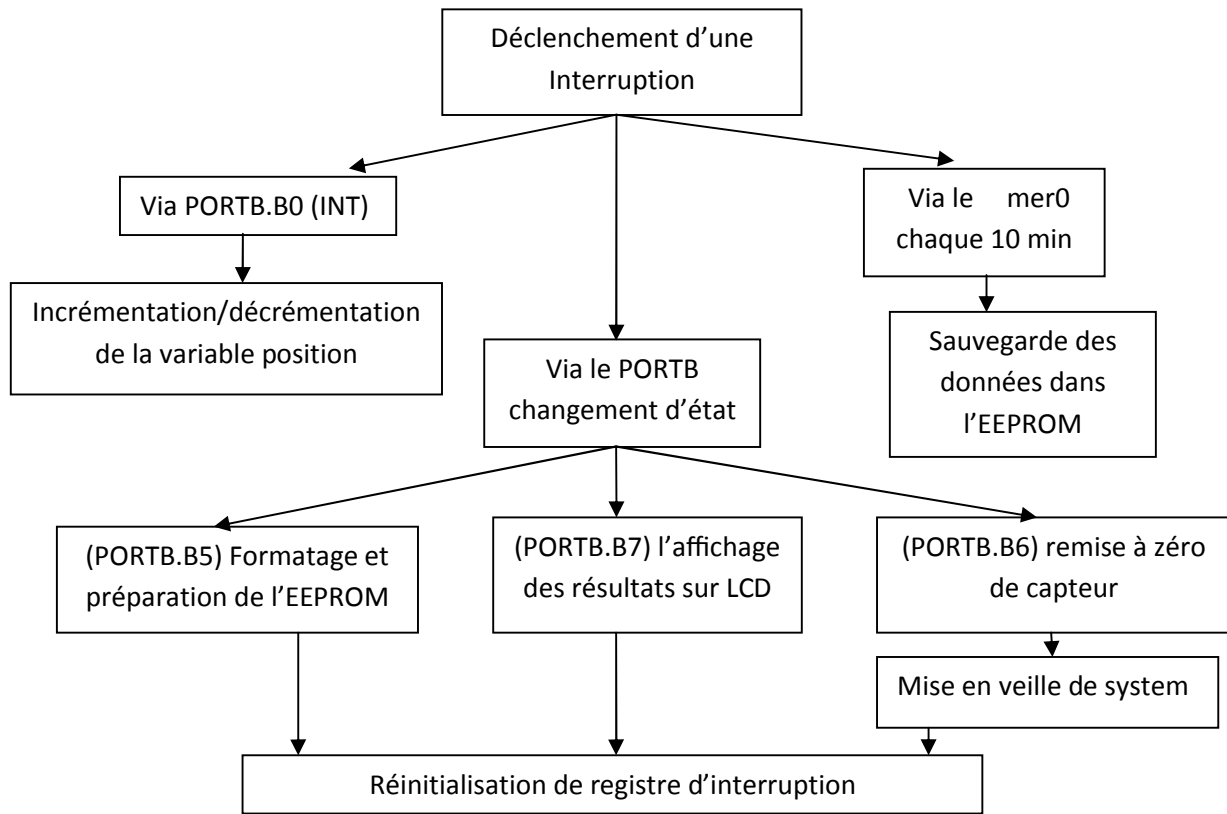 Déclenchement d’une
Interruption
Via PORTB.B0 (INT)
Via le mer0
chaque 10 min
Incrémentation/décrémentation
de la variable position
Sauvegarde des
données dans
l’EEPROM
Via le PORTB
changement d’état
(PORTB.B5) Formatage et
préparation de l’EEPROM
(PORTB.B7) l’affichage
des résultats sur LCD
(PORTB.B6) remise à zéro
de capteur
Mise en veille de system
Réinitialisation de registre d’interruption